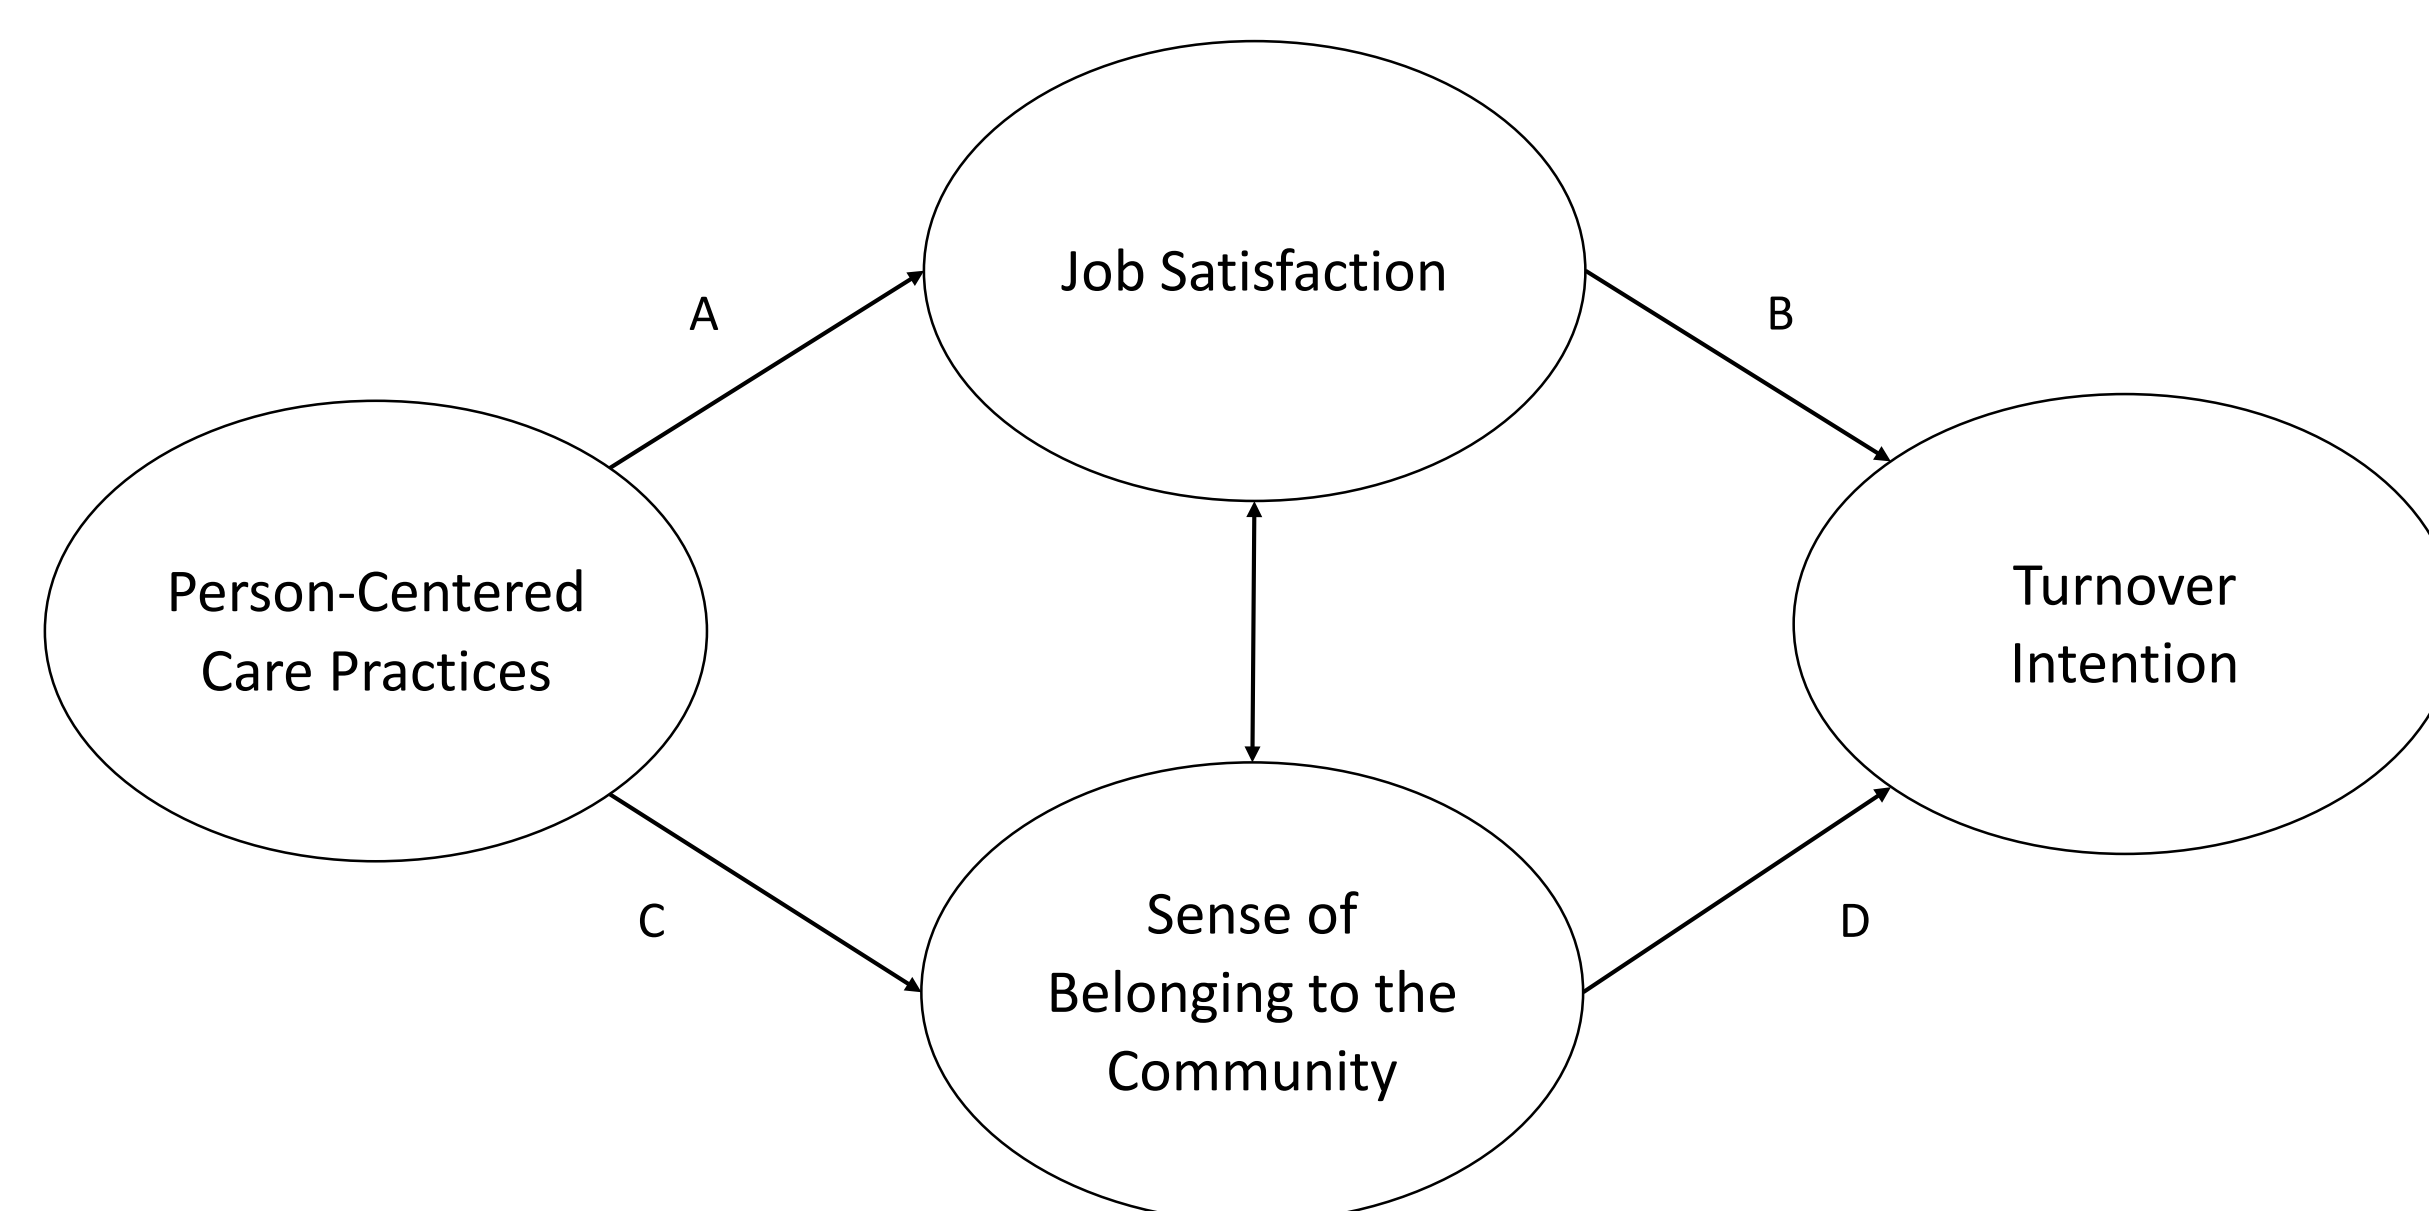 Job Satisfaction
A
B
Person-Centered
Care Practices
Turnover
Intention
C
D
Sense of
Belonging to the
Community